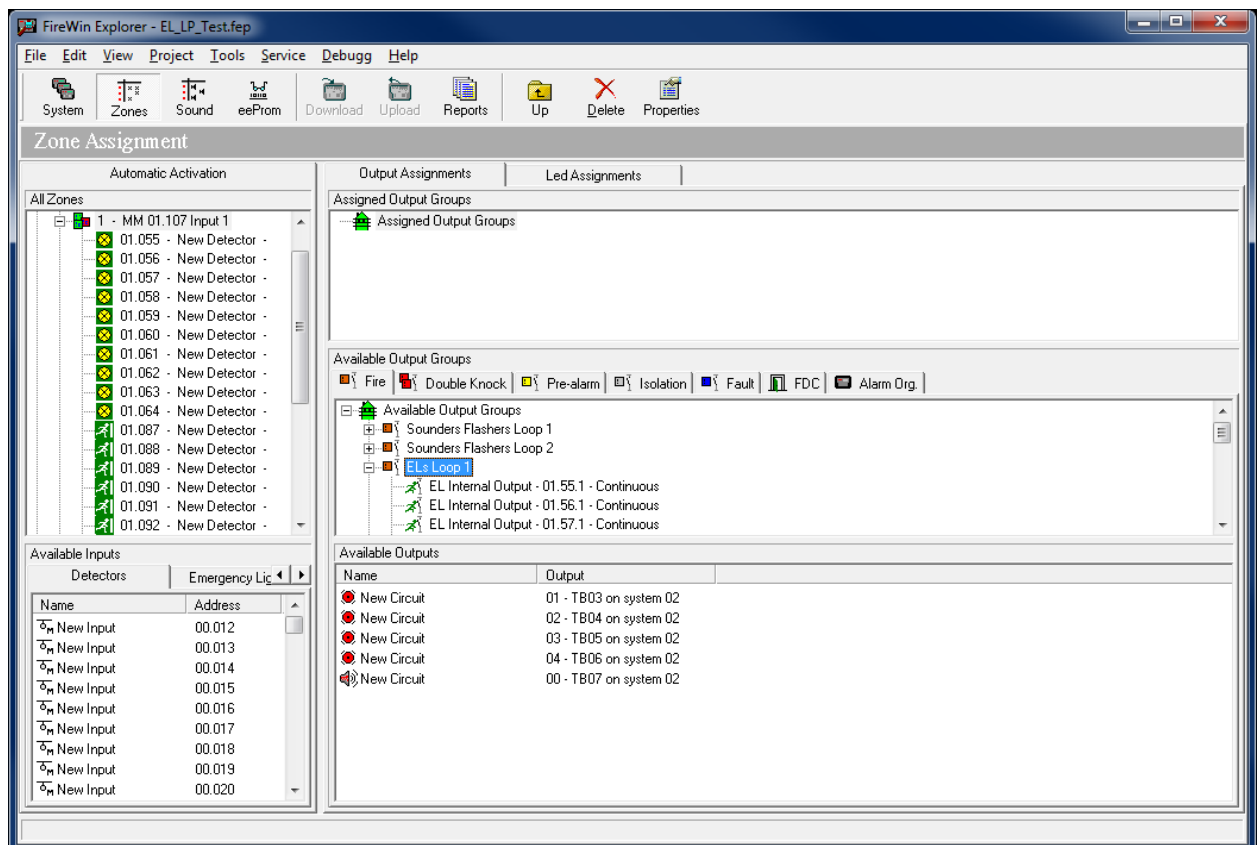 FireWin Explorer - EL_LP_Test.fep
File Edit View Project Tools Service Debugg Help
System Zones Sound eeProm Download Upload Reports Up Delete Properties
Zone Assignment
Automatic Activation
All Zones
1 - MM 01.107 Input 1
01.055 - New Detector -
01.056 - New Detector -
01.057 - New Detector -
01.058 - New Detector -
01.059 - New Detector -
01.060 - New Detector -
01.061 - New Detector -
01.062 - New Detector -
01.063 - New Detector -
01.064 - New Detector -
01.087 - New Detector -
01.088 - New Detector -
01.089 - New Detector -
01.090 - New Detector -
01.091 - New Detector -
01.092 - New Detector -
Available Inputs
Detectors Emergency Lig
Name Address
New Input 00.012
New Input 00.013
New Input 00.014
New Input 00.015
New Input 00.016
New Input 00.017
New Input 00.018
New Input 00.019
New Input 00.020
Output Assignments Led Assignments
Assigned Output Groups
Assigned Output Groups
Available Output Groups
Fire Double Knock Pre-alarm Isolation Fault FDC Alarm Org.
Available Output Groups
Sounders Flashers Loop 1
Sounders Flashers Loop 2
ELs Loop 1
EL Internal Output - 01.55.1 - Continuous
EL Internal Output - 01.56.1 - Continuous
EL Internal Output - 01.57.1 - Continuous
Available Outputs
Name Output
New Circuit 01 - TB03 on system 02
New Circuit 02 - TB04 on system 02
New Circuit 03 - TB05 on system 02
New Circuit 04 - TB06 on system 02
New Circuit 00 - TB07 on system 02